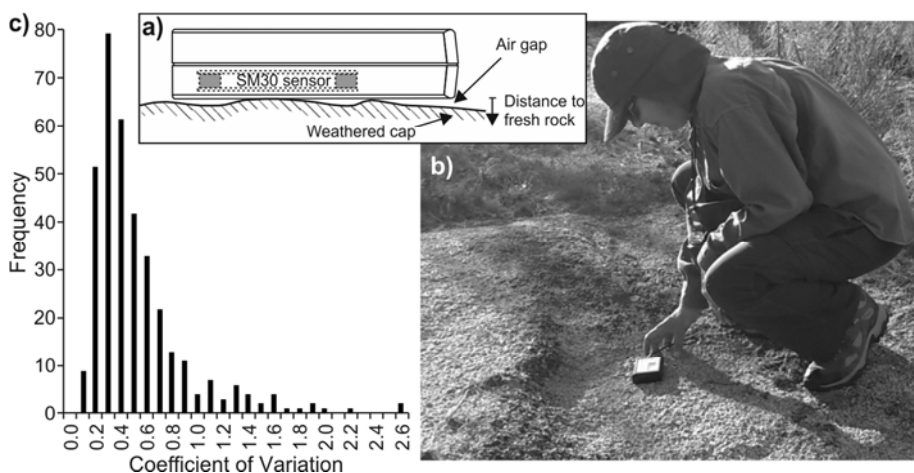 c)
80
70
60
50
40
30
20
10
0
Frequency
0.0
0.2
0.4
0.6
0.8
1.0
1.2
1.4
1.6
1.8
2.0
2.2
2.4
2.6
Coefficient of Variation
a)
SM30 sensor
Air gap
Distance to
fresh rock
Weathered cap
b)